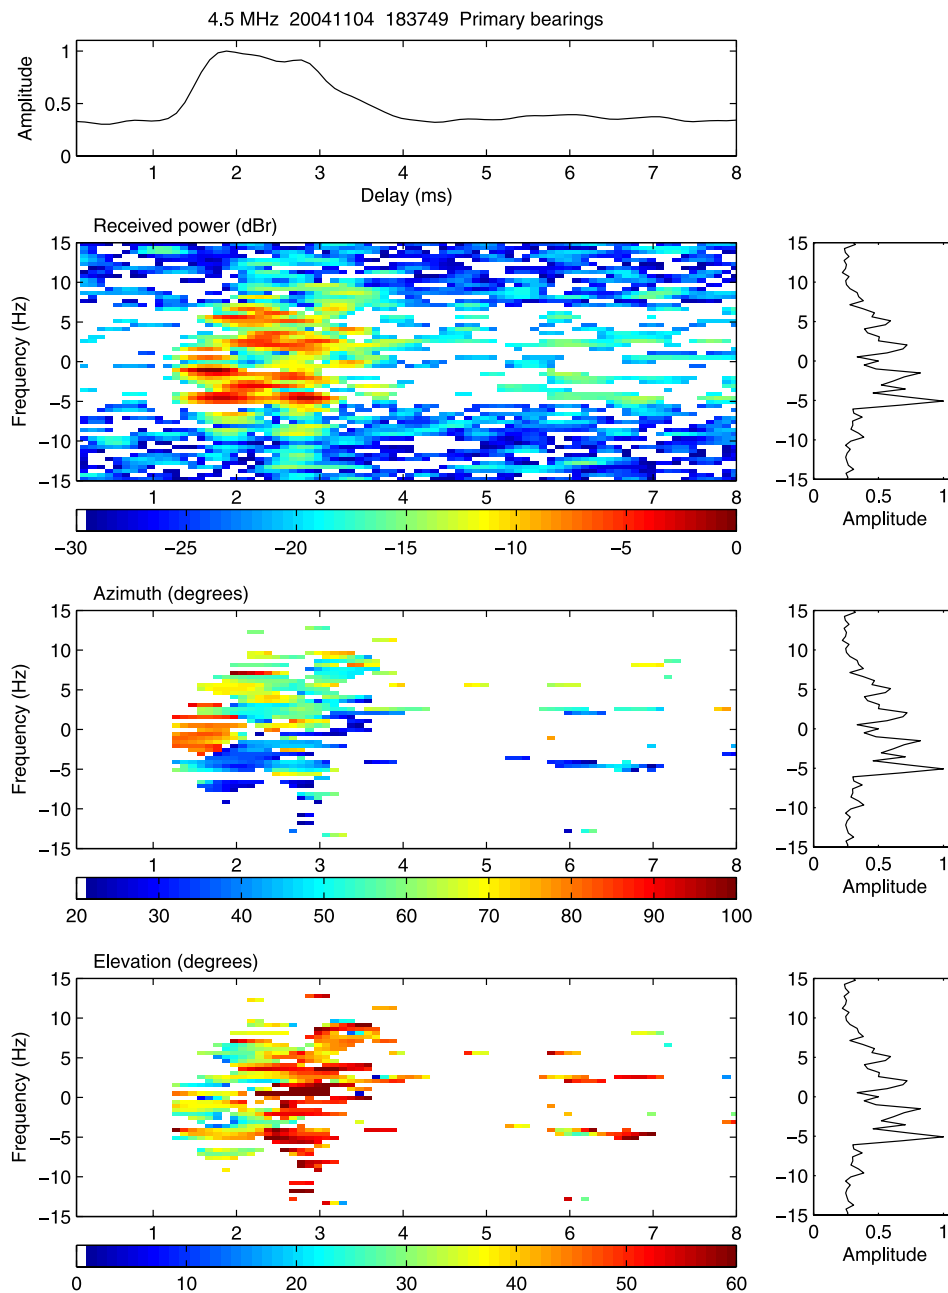 4.5 MHz 20041104 183749 Primary bearings
1
0.5
0
Amplitude
1 2 3 4 5 6 7 8
Delay (ms)
Received power (dBr)
15
10
5
0
−5
−10
−15
Frequency (Hz)
1 2 3 4 5 6 7 8
−30 −25 −20 −15 −10 −5 0
15
10
5
0
−5
−10
−15
0 0.5 1
Amplitude
Azimuth (degrees)
15
10
5
0
−5
−10
−15
Frequency (Hz)
1 2 3 4 5 6 7 8
20 30 40 50 60 70 80 90 100
15
10
5
0
−5
−10
−15
0 0.5 1
Amplitude
Elevation (degrees)
15
10
5
0
−5
−10
−15
Frequency (Hz)
1 2 3 4 5 6 7 8
0 10 20 30 40 50 60
15
10
5
0
−5
−10
−15
0 0.5 1
Amplitude